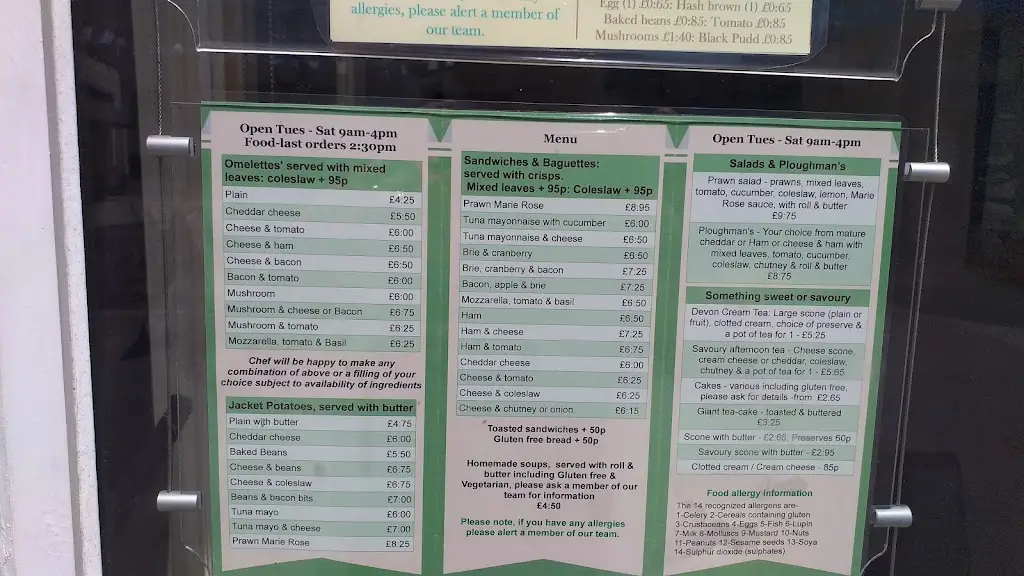 allergies, please alert a member of
our team.
Egg (1) £0:65: Hash brown (1) £0:65
Baked beans £0:85: Tomato £0:85
Mushrooms £1:40: Black Pudd £0:85
Open Tues - Sat 9am-4pm
Food-last orders 2:30pm
Omelettes' served with mixed
leaves: coleslaw + 95p
Plain £4:25
Cheddar cheese £5:50
Cheese & tomato £6:00
Cheese & ham £6:50
Cheese & bacon £6:50
Bacon & tomato £6:00
Mushroom £6:00
Mushroom & cheese or Bacon £6:75
Mushroom & tomato £6:25
Mozzarella, tomato & Basil £6:25
Chef will be happy to make any
combination of above or a filling of your
choice subject to availability of ingredients
Jacket Potatoes, served with butter
Plain with butter £4:75
Cheddar cheese £6:00
Baked Beans £5:50
Cheese & beans £6:75
Cheese & coleslaw £6:75
Beans & bacon bits £7:00
Tuna mayo £6:00
Tuna mayo & cheese £7:00
Prawn Marie Rose £8:25
Menu
Sandwiches & Baguettes:
served with crisps.
Mixed leaves + 95p: Coleslaw + 95p
Prawn Marie Rose £8:95
Tuna mayonnaise with cucumber £6:00
Tuna mayonnaise & cheese £6:50
Brie & cranberry £6:50
Brie, cranberry & bacon £7:25
Bacon, apple & brie £7:25
Mozzarella, tomato & basil £6:50
Ham £6:50
Ham & cheese £7:25
Ham & tomato £6:75
Cheddar cheese £6:00
Cheese & tomato £6:25
Cheese & coleslaw £6:25
Cheese & chutney or onion £6:15
Toasted sandwiches + 50p
Gluten free bread + 50p
Homemade soups, served with roll &
butter including Gluten free &
Vegetarian, please ask a member of our
team for information
£4:50
Please note, if you have any allergies
please alert a member of our team.
Open Tues - Sat 9am-4pm
Salads & Ploughman's
Prawn salad - prawns, mixed leaves,
tomato, cucumber, coleslaw, lemon, Marie
Rose sauce, with roll & butter
£9:75
Ploughman's - Your choice from mature
cheddar or Ham or cheese & ham with
mixed leaves, tomato, cucumber,
coleslaw, chutney & roll & butter
£8:75
Something sweet or savoury
Devon Cream Tea: Large scone (plain or
fruit), clotted cream, choice of preserve &
a pot of tea for 1 - £5:25
Savoury afternoon tea - Cheese scone,
cream cheese or cheddar, coleslaw,
chutney & a pot of tea for 1 - £5:65
Cakes - various including gluten free,
please ask for details -from £2:65
Giant tea-cake - toasted & buttered
£3:25
Scone with butter - £2:65: Preserves 60p
Savoury scone with butter - £2:95
Clotted cream / Cream cheese - 85p
Food allergy information
The 14 recognized allergens are-
1-Celery 2-Cereals containing gluten
3-Crustaceans 4-Eggs 5-Fish 6-Lupin
7-Milk 8-Molluscs 9-Mustard 10-Nuts
11-Peanuts 12-Sesame seeds 13-Soya
14-Sulphur dioxide (sulphates)